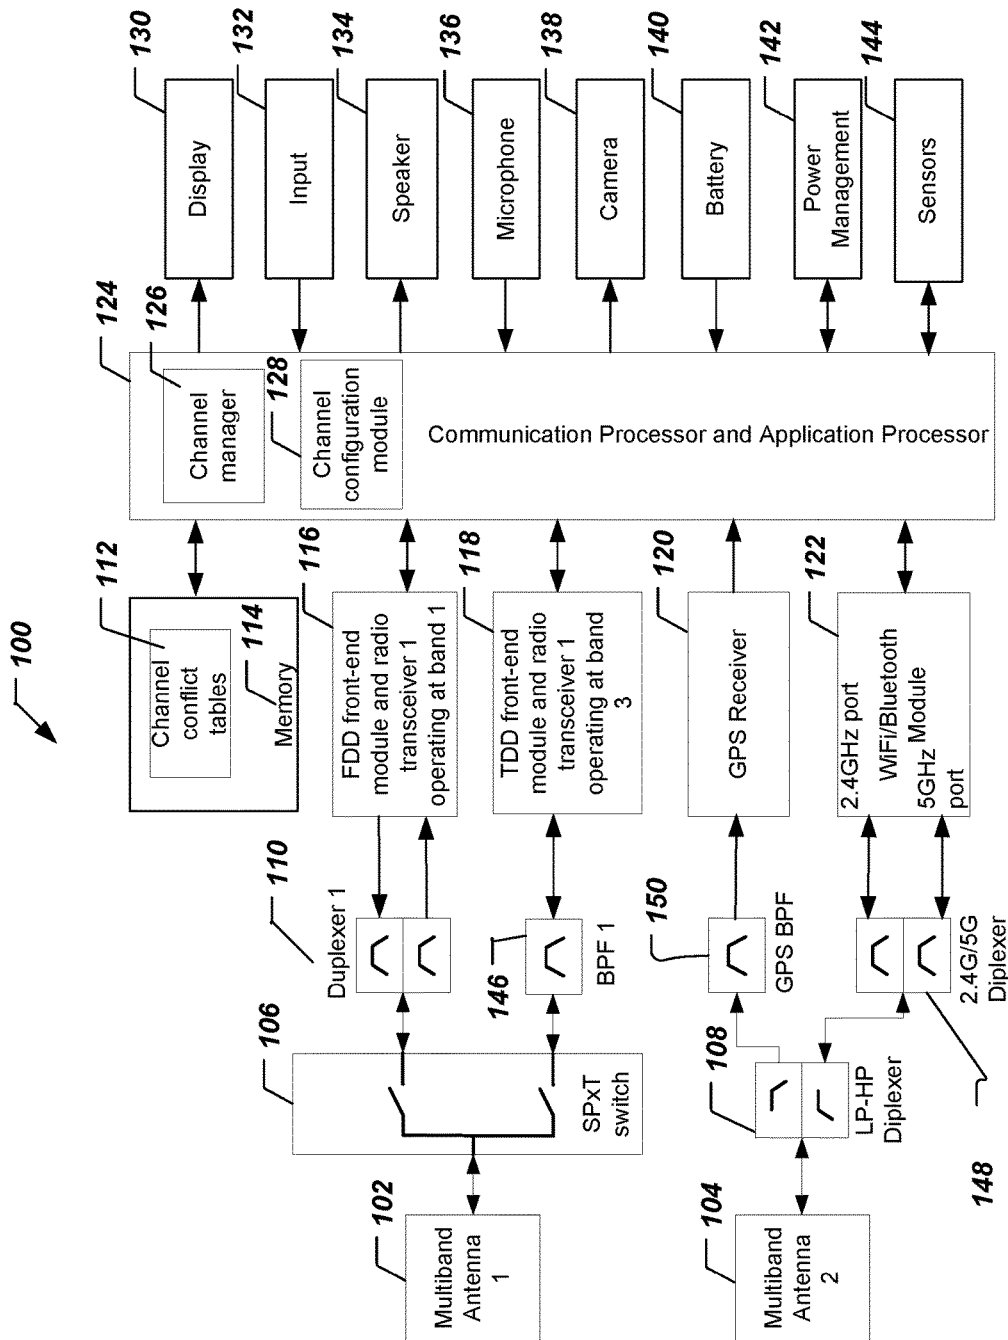 100
Multiband
Antenna
1
102
Multiband
Antenna
2
104
SPxT
switch
106
LP-HP
Diplexer
108
Duplexer 1
110
BPF 1
146
GPS BPF
150
2.4G/5G
Diplexer
148
Channel
conflict
tables
112
Memory
114
FDD front-end
module and radio
transceiver 1
operating at band 1
116
TDD front-end
module and radio
transceiver 1
operating at band
3
118
GPS Receiver
120
2.4GHz port
WiFi/Bluetooth
Module
5GHz
port
122
124
Channel
manager
126
Channel
configuration
module
128
Communication Processor and Application Processor
Display
130
Input
132
Speaker
134
Microphone
136
Camera
138
Battery
140
Power
Management
142
Sensors
144